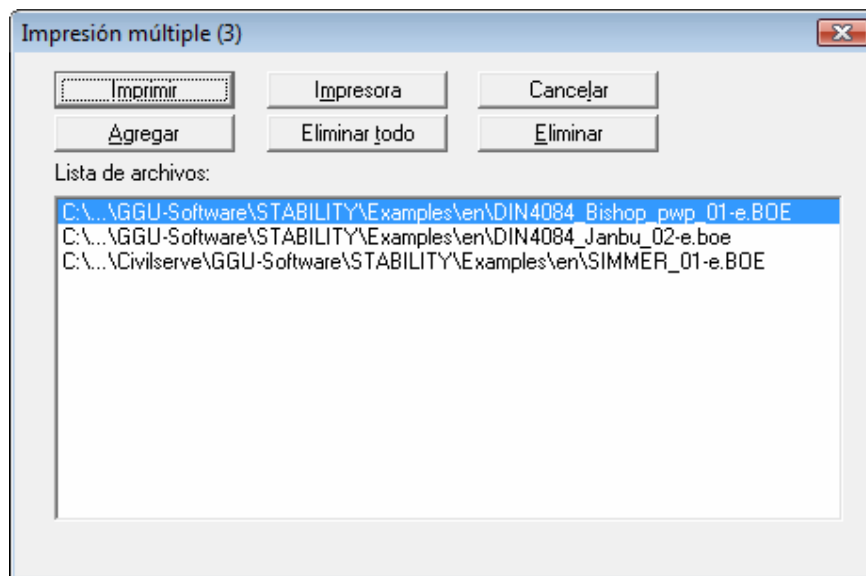 Impresión múltiple (3)
Imprimir Impresora Cancelar
Agregar Eliminar todo Eliminar
Lista de archivos:
C:\...\GGU-Software\STABILITY\Examples\en\DIN4084_Bishop_pwp_01-e.BOE
C:\...\GGU-Software\STABILITY\Examples\en\DIN4084_Janbu_02-e.boe
C:\...\Civilserve\GGU-Software\STABILITY\Examples\en\SIMMER_01-e.BOE